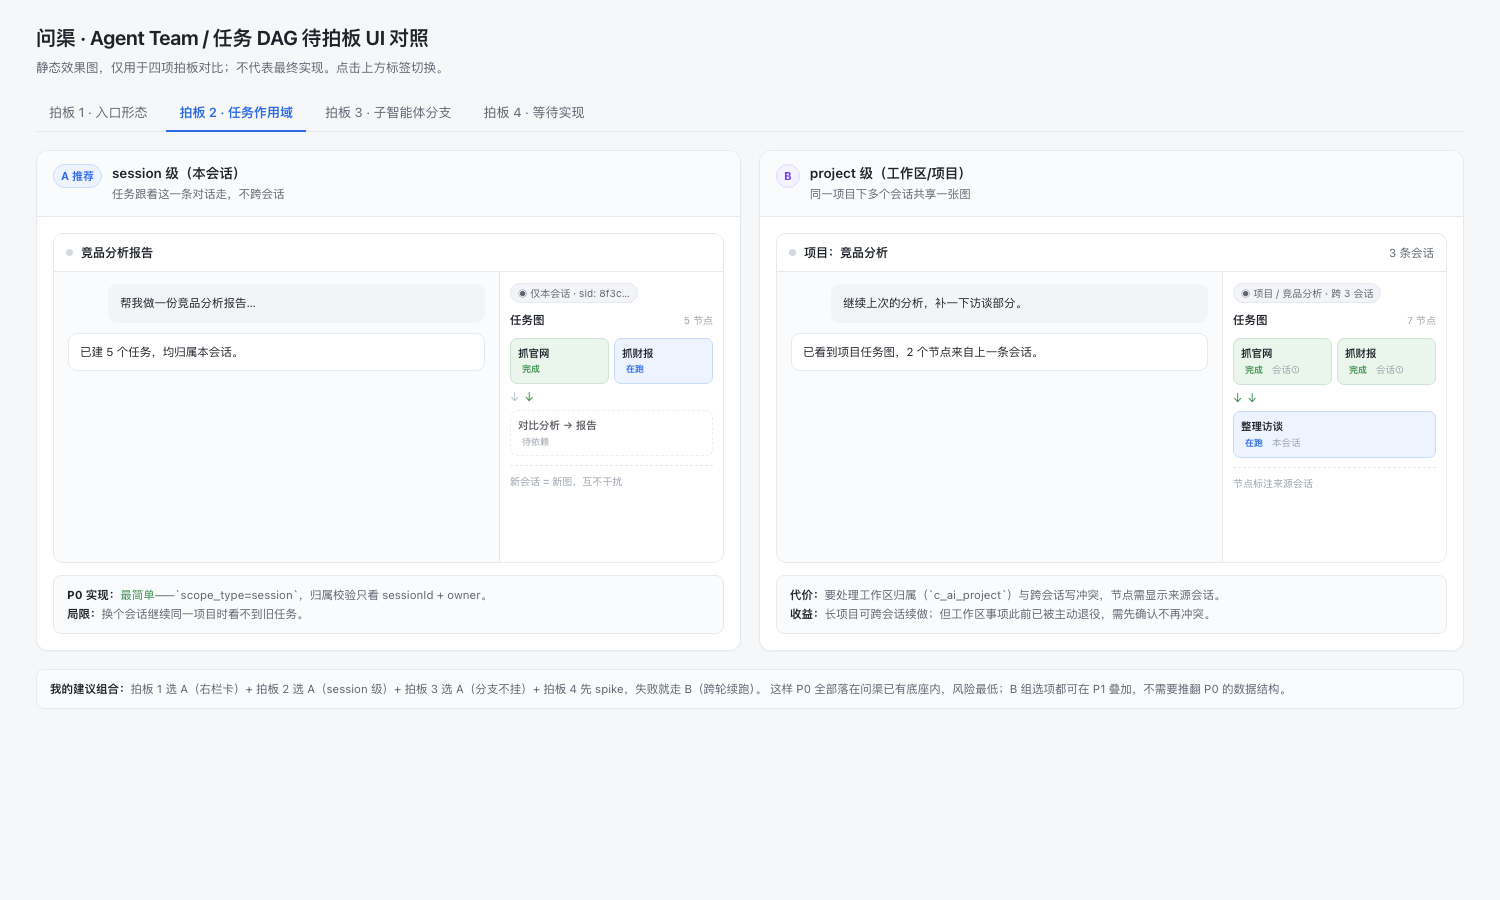 问渠 · Agent Team / 任务 DAG 待拍板 UI 对照
静态效果图，仅用于四项拍板对比；不代表最终实现。点击上方标签切换。
拍板 1 · 入口形态
拍板 2 · 任务作用域
拍板 3 · 子智能体分支
拍板 4 · 等待实现
A 推荐
session 级（本会话）
任务跟着这一条对话走，不跨会话
竞品分析报告
帮我做一份竞品分析报告...
已建 5 个任务，均归属本会话。
◉ 仅本会话 · sid: 8f3c...
任务图
5 节点
抓官网
完成
抓财报
在跑
↓ ↓
对比分析 → 报告
待依赖
新会话 = 新图，互不干扰
P0 实现：最简单——`scope_type=session`，归属校验只看 sessionId + owner。
局限：换个会话继续同一项目时看不到旧任务。
B
project 级（工作区/项目）
同一项目下多个会话共享一张图
项目：竞品分析
3 条会话
继续上次的分析，补一下访谈部分。
已看到项目任务图，2 个节点来自上一条会话。
◉ 项目 / 竞品分析 · 跨 3 会话
任务图
7 节点
抓官网
完成 会话①
抓财报
完成 会话①
↓ ↓
整理访谈
在跑 本会话
节点标注来源会话
代价：要处理工作区归属（`c_ai_project`）与跨会话写冲突，节点需显示来源会话。
收益：长项目可跨会话续做；但工作区事项此前已被主动退役，需先确认不再冲突。
我的建议组合：拍板 1 选 A（右栏卡）+ 拍板 2 选 A（session 级）+ 拍板 3 选 A（分支不挂）+ 拍板 4 先 spike，失败就走 B（跨轮续跑）。 这样 P0 全部落在问渠已有底座内，风险最低；B 组选项都可在 P1 叠加，不需要推翻 P0 的数据结构。